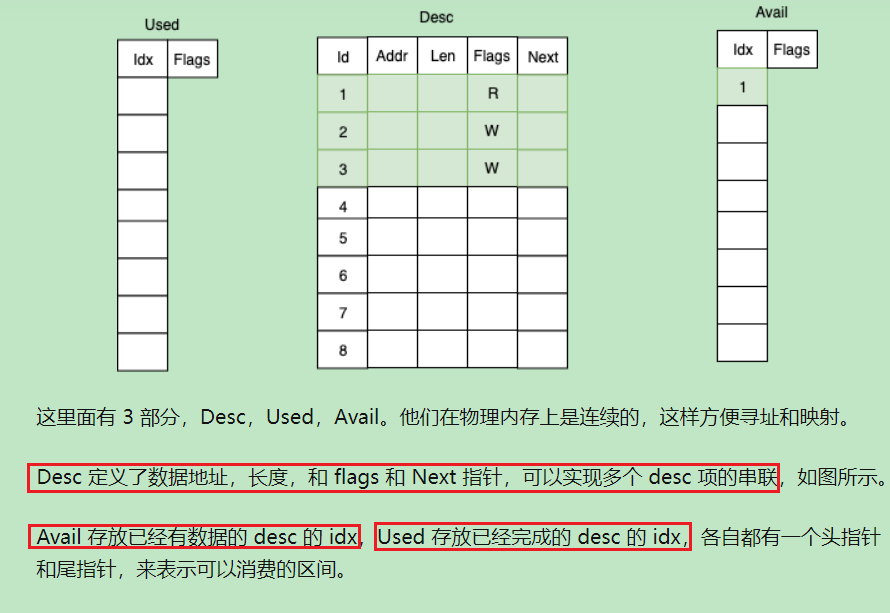 Used
Desc
Avail
Idx Flags
Id Addr Len Flags Next
Idx Flags
1 R
1
2 W
3 W
4
5
6
7
8
这里面有 3 部分，Desc，Used，Avail。他们在物理内存上是连续的，这样方便寻址和映射。
Desc 定义了数据地址，长度，和 flags 和 Next 指针，可以实现多个 desc 项的串联，如图所示。
Avail 存放已经有数据的 desc 的 idx，Used 存放已经完成的 desc 的 idx，各自都有一个头指针
和尾指针，来表示可以消费的区间。